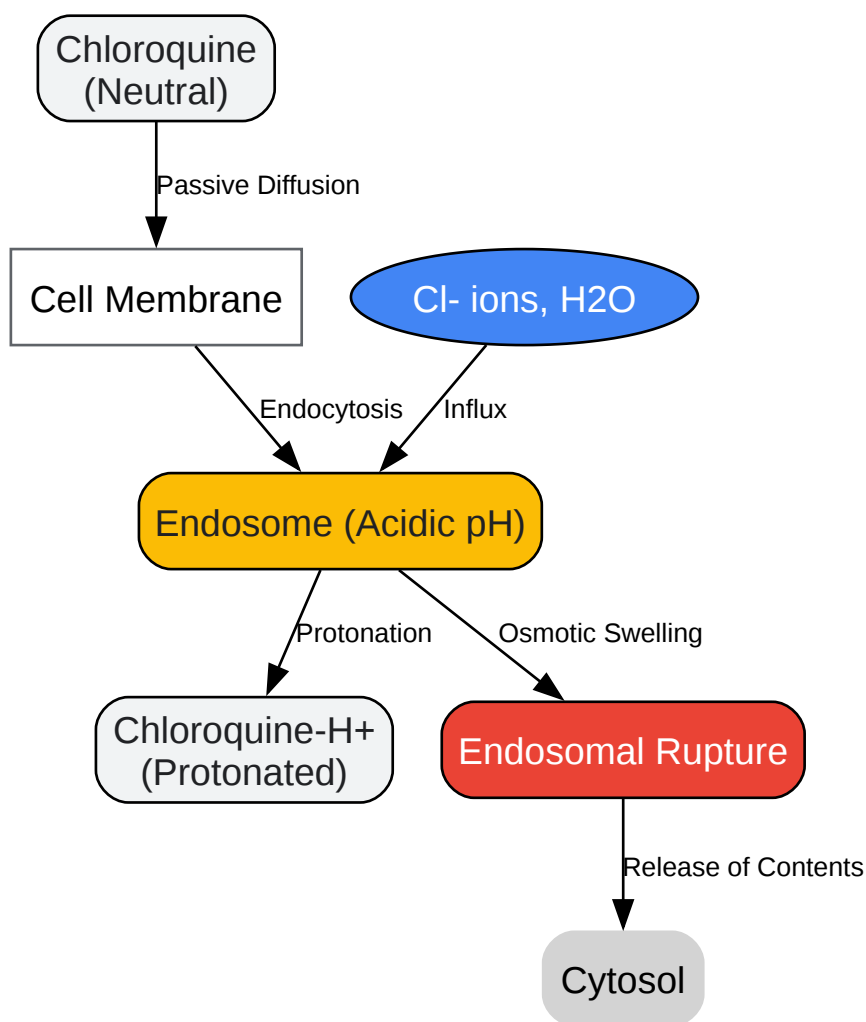 Chloroquine
(Neutral)
Passive Diffusion
Cell Membrane
Cl- ions, H2O
Endocytosis
Influx
Endosome (Acidic pH)
Protonation
Osmotic Swelling
Chloroquine-H+
(Protonated)
Endosomal Rupture
Release of Contents
Cytosol